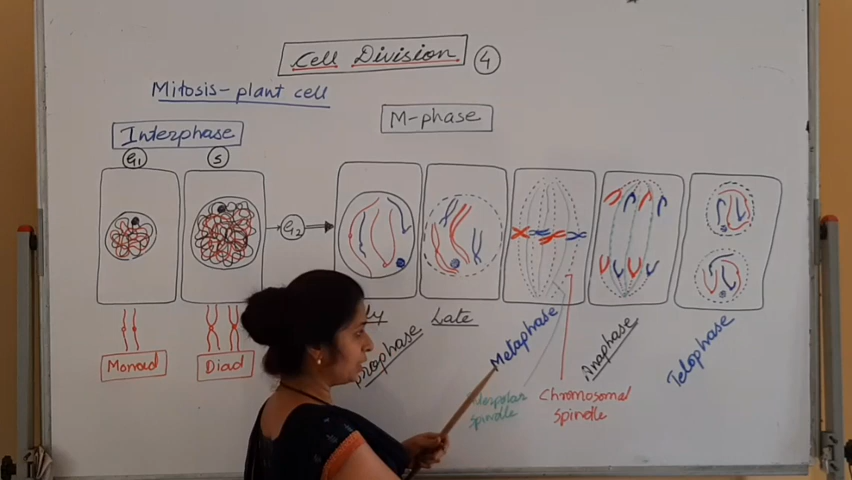 Cell Division
4
Mitosis-plant cell
M-phase
Interphase
G1
S
G2
Late
Prophase
Metaphase
Anaphase
Telophase
Monad
Diad
spindle
Chromosomal
spindle